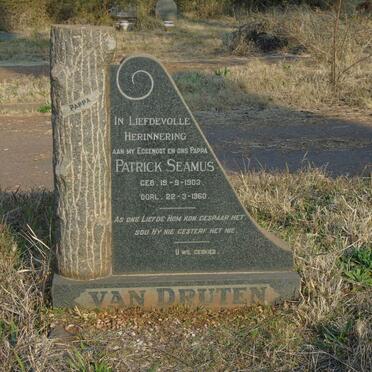 PAPPA
IN LIEFDEVOLLE
HERINNERING
AAN MY EGGENOOT EN ONS PAPPA
PATRICK SEAMUS
GEB. 19-9-1903
OORL. 22-3-1960
AS ONS LIEFDE HOM KON GESPAAR HET
SOU HY NIE GESTERF HET NIE
U WIL GESKIED
VAN DRUTEN